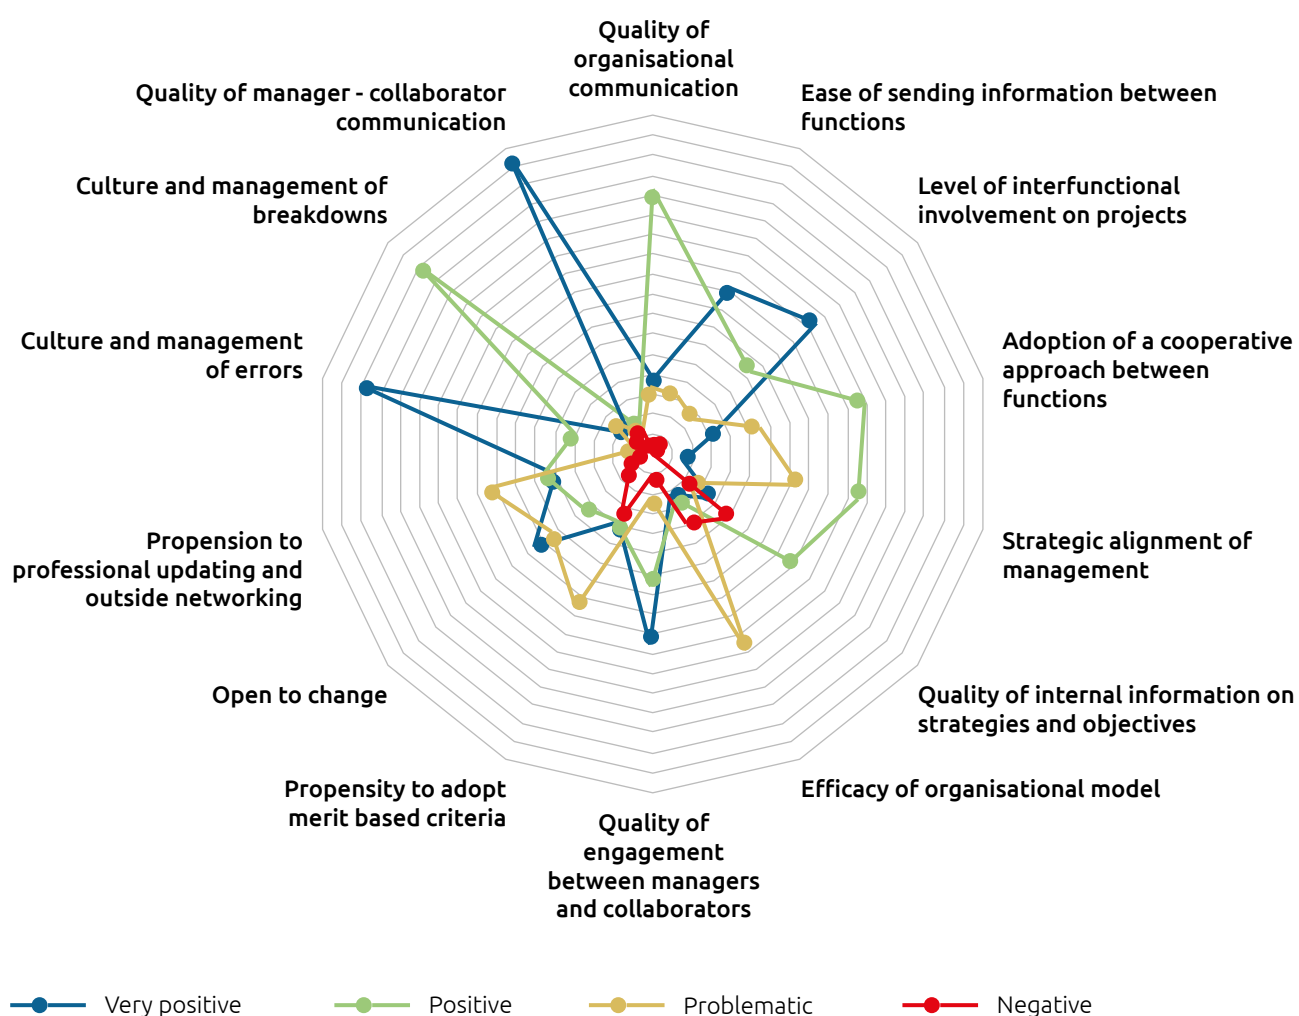 Quality of
organisational
communication
Ease of sending information between
functions
Level of interfunctional
involvement on projects
Adoption of a cooperative
approach between
functions
Strategic alignment of
management
Quality of internal information on
strategies and objectives
Efficacy of organisational model
Quality of
engagement
between managers
and collaborators
Propensity to adopt
merit based criteria
Open to change
Propension to
professional updating and
outside networking
Culture and management
of errors
Culture and management of
breakdowns
Quality of manager - collaborator
communication
Very positive
Positive
Problematic
Negative